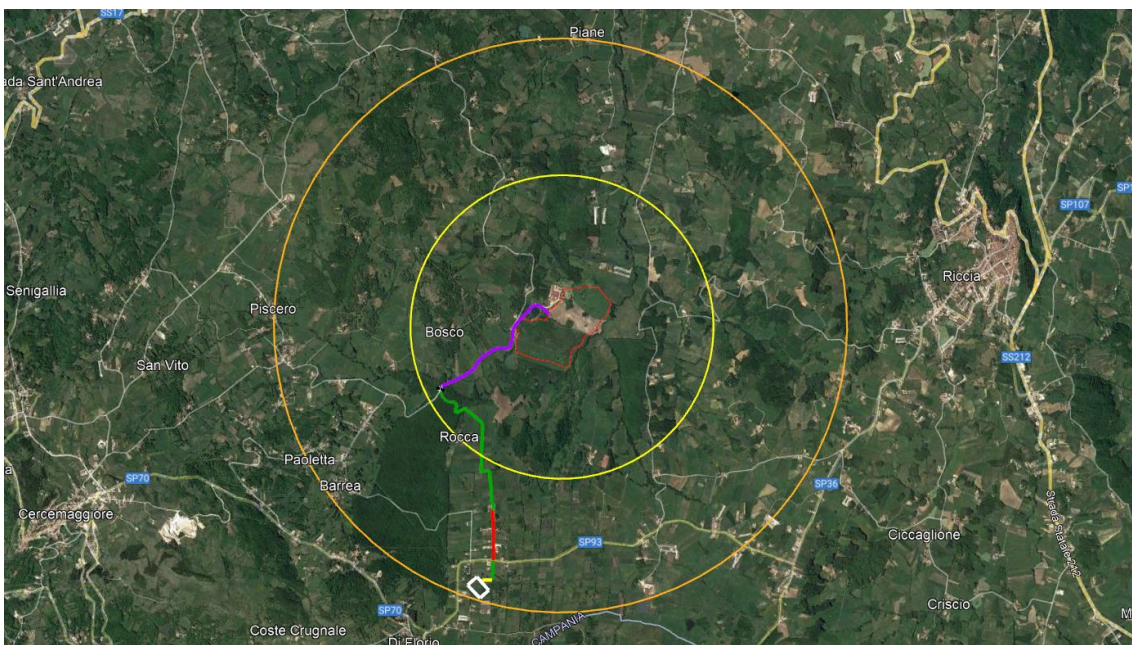 SS17
Piane
ada Sant'Andrea
SP107
SP1
Riccia
Senigallia
Piscero
Bosco
San Vito
SS212
Rocca
Paoletta
SP70
Barrea
SP36
a
Cercemaggiore
Strada Statale 212
Ciccaglione
SP93
Criscio
SP70
M
Coste Crugnale
CAMPANIA
Di Florio